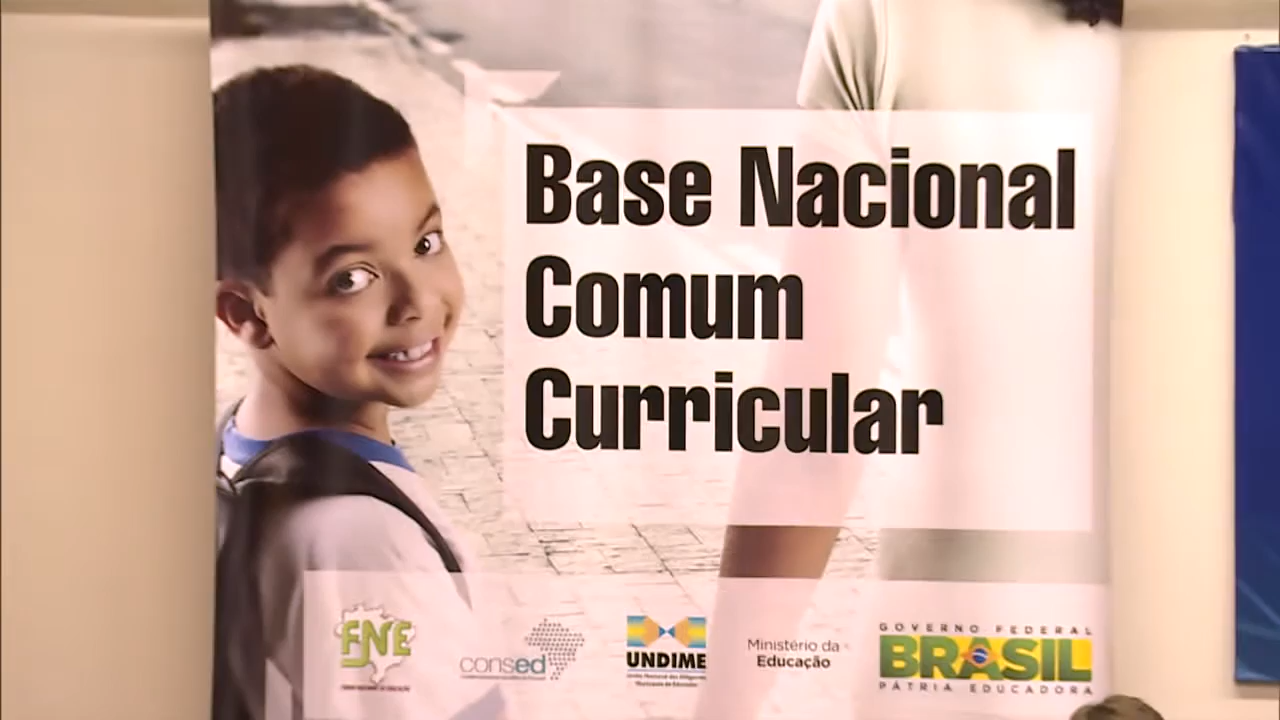 Base Nacional
Comum
Curricular
FNE
consed
UNDIME
Ministério da
Educação
GOVERNO FEDERAL
BRASIL
PÁTRIA EDUCADORA